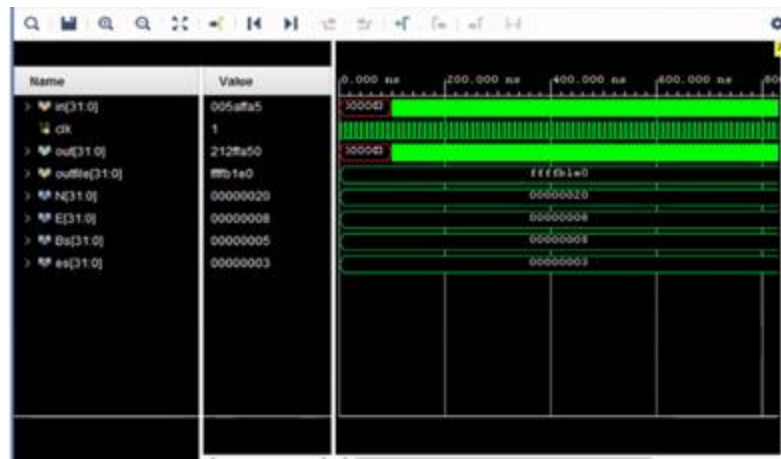 Name Value 0.000 ns 200.000 ns 400.000 ns 600.000 ns
in[31:0] 005affa5
clk 1
out[31:0] 212ffa50
outfile[31:0] ffffb1e0 ffffb1e0
N[31:0] 00000020 00000020
E[31:0] 00000008 00000008
Bs[31:0] 00000005 00000005
es[31:0] 00000003 00000003